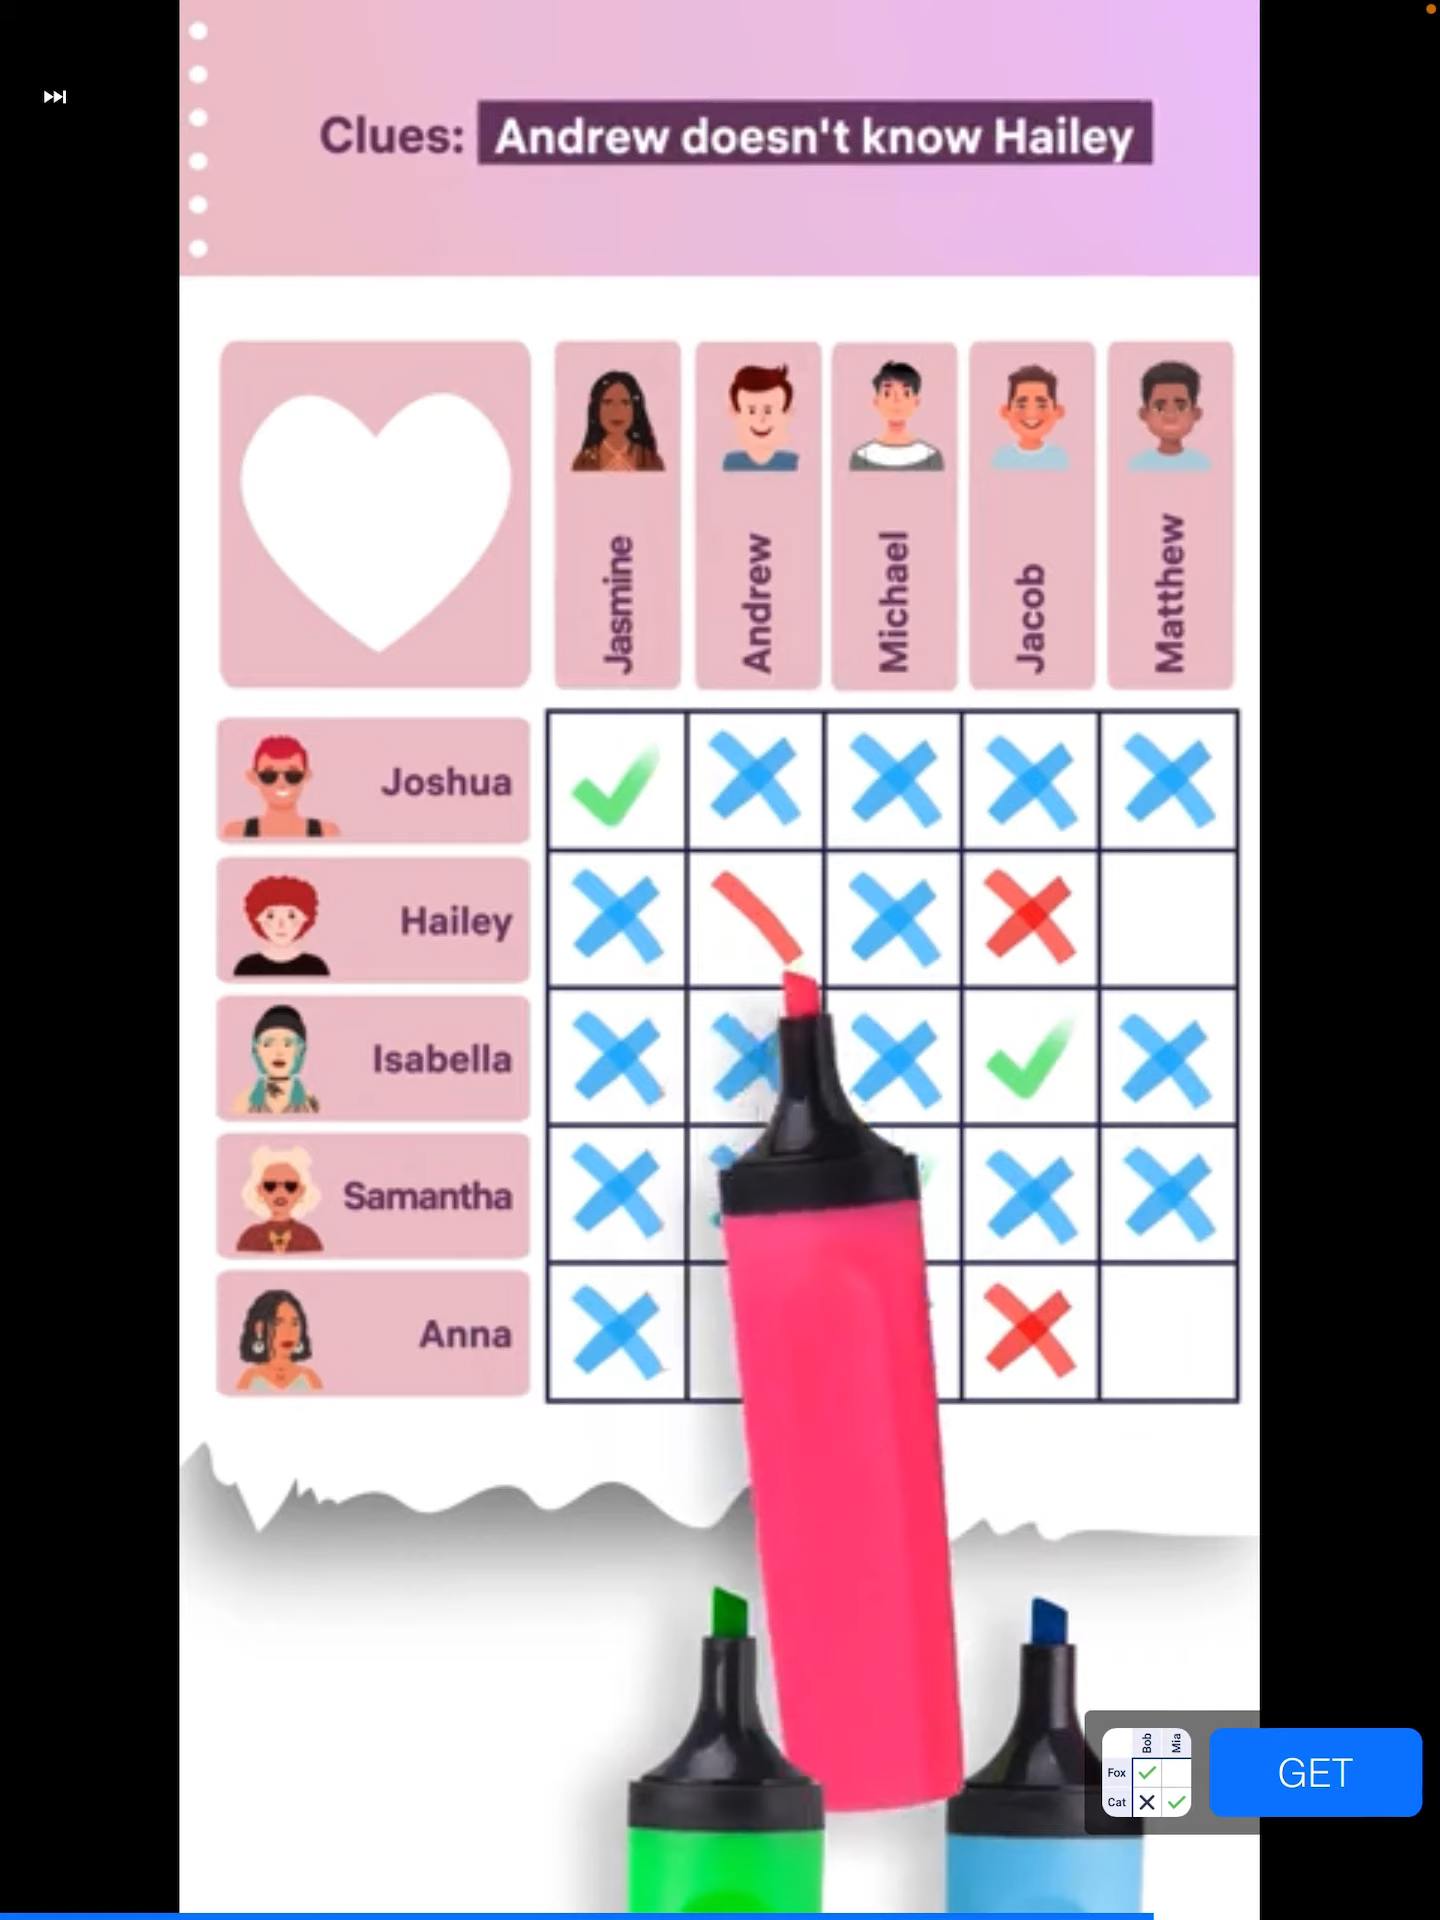 Clues: Andrew doesn't know Hailey
Jasmine
Andrew
Michael
Jacob
Matthew
Joshua
Hailey
Isabella
Samantha
Anna
Bob
Mia
Fox
Cat
GET